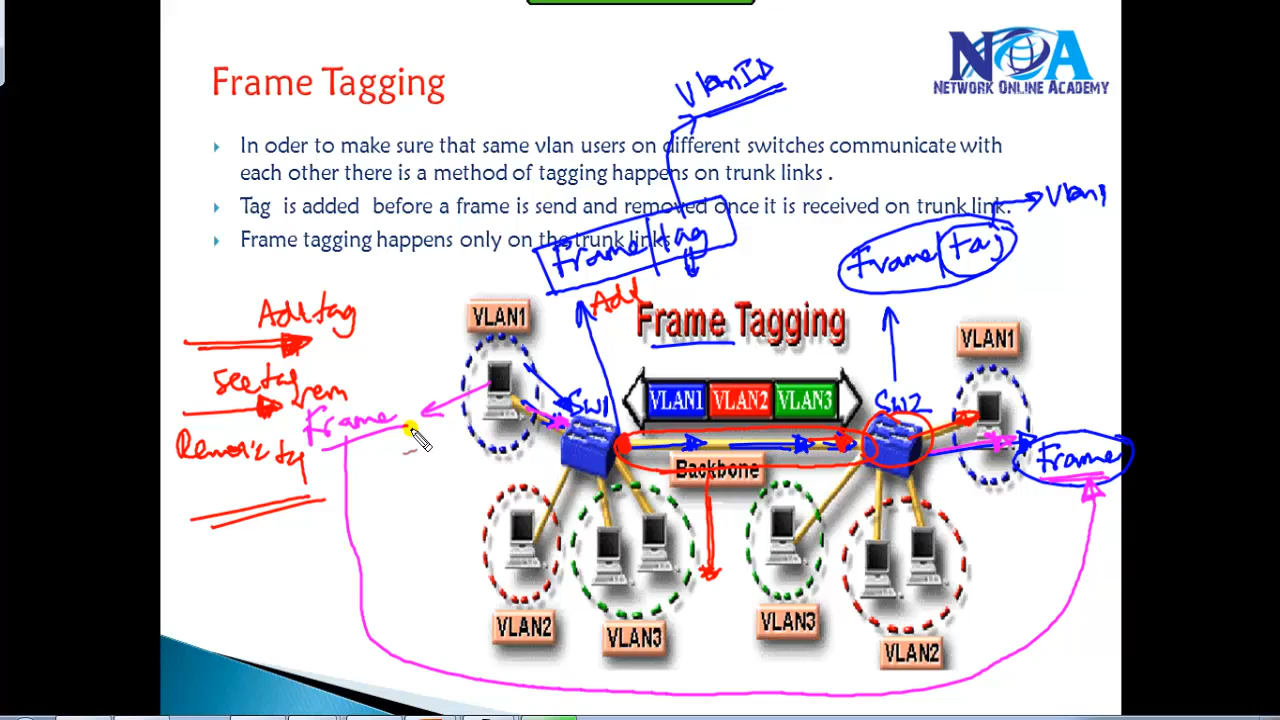 NOA
NETWORK ONLINE ACADEMY
Frame Tagging
VlanID
In oder to make sure that same vlan users on different switches communicate with
each other there is a method of tagging happens on trunk links .
Tag is added before a frame is send and removed once it is received on trunk link.
Vlan1
Frame tagging happens only on the trunk links
Frame tag
Frame tag
Add
Add tag
VLAN1
Frame Tagging
VLAN1
See tag
rem
SW1
VLAN1 VLAN2 VLAN3
SW2
Frame
Backbone
Frame
VLAN2
VLAN3
VLAN3
VLAN2